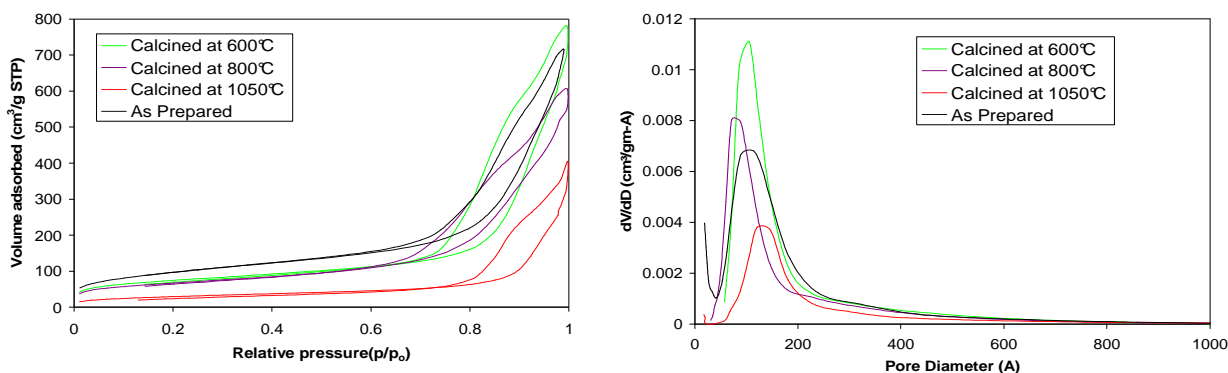 800
700
600
500
400
300
200
100
0
Volume adsorbed (cm³/g STP)
Calcined at 600°C
Calcined at 800°C
Calcined at 1050°C
As Prepared
0 0.2 0.4 0.6 0.8 1
Relative pressure(p/pₒ)
0.012
0.01
0.008
0.006
0.004
0.002
0
dV/dD (cm³/gm-A)
Calcined at 600°C
Calcined at 800°C
Calcined at 1050°C
As Prepared
0 200 400 600 800 1000
Pore Diameter (A)